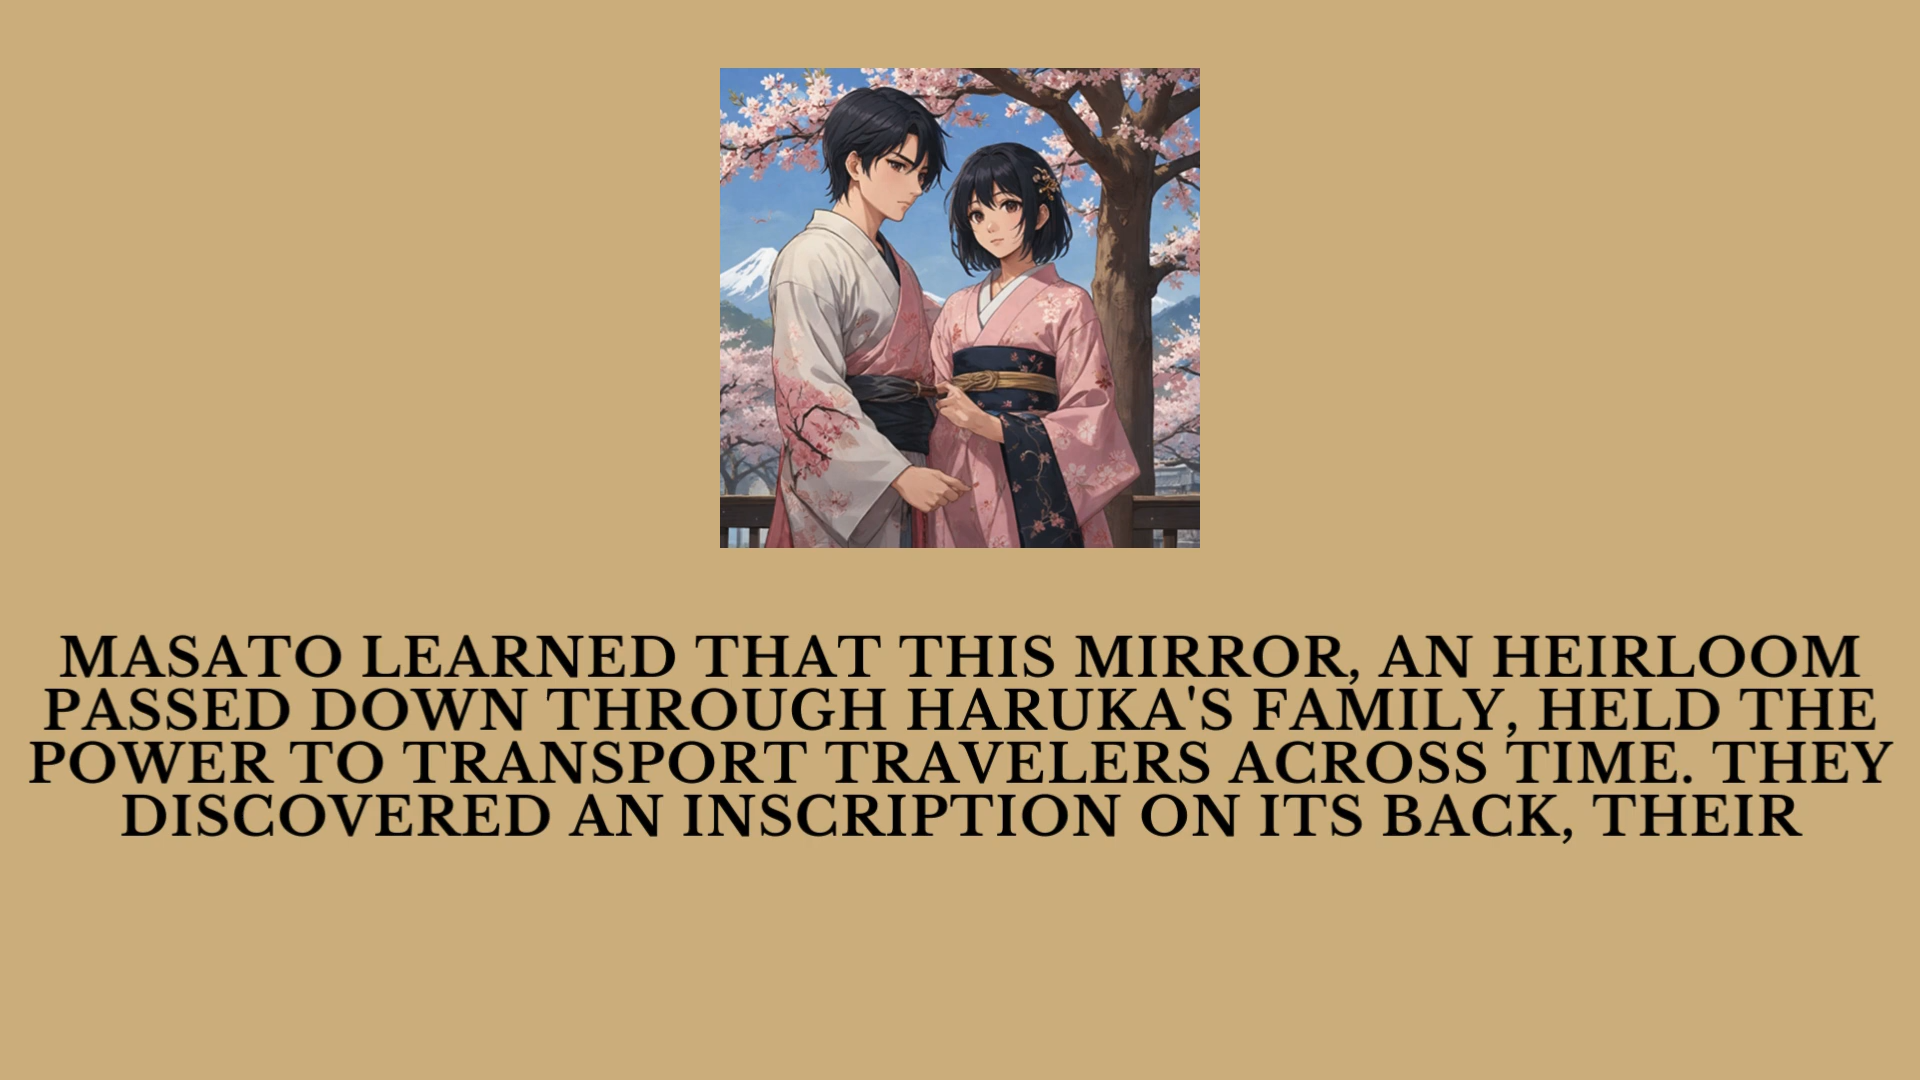 MASATO LEARNED THAT THIS MIRROR, AN HEIRLOOM
PASSED DOWN THROUGH HARUKA'S FAMILY, HELD THE
POWER TO TRANSPORT TRAVELERS ACROSS TIME. THEY
DISCOVERED AN INSCRIPTION ON ITS BACK, THEIR